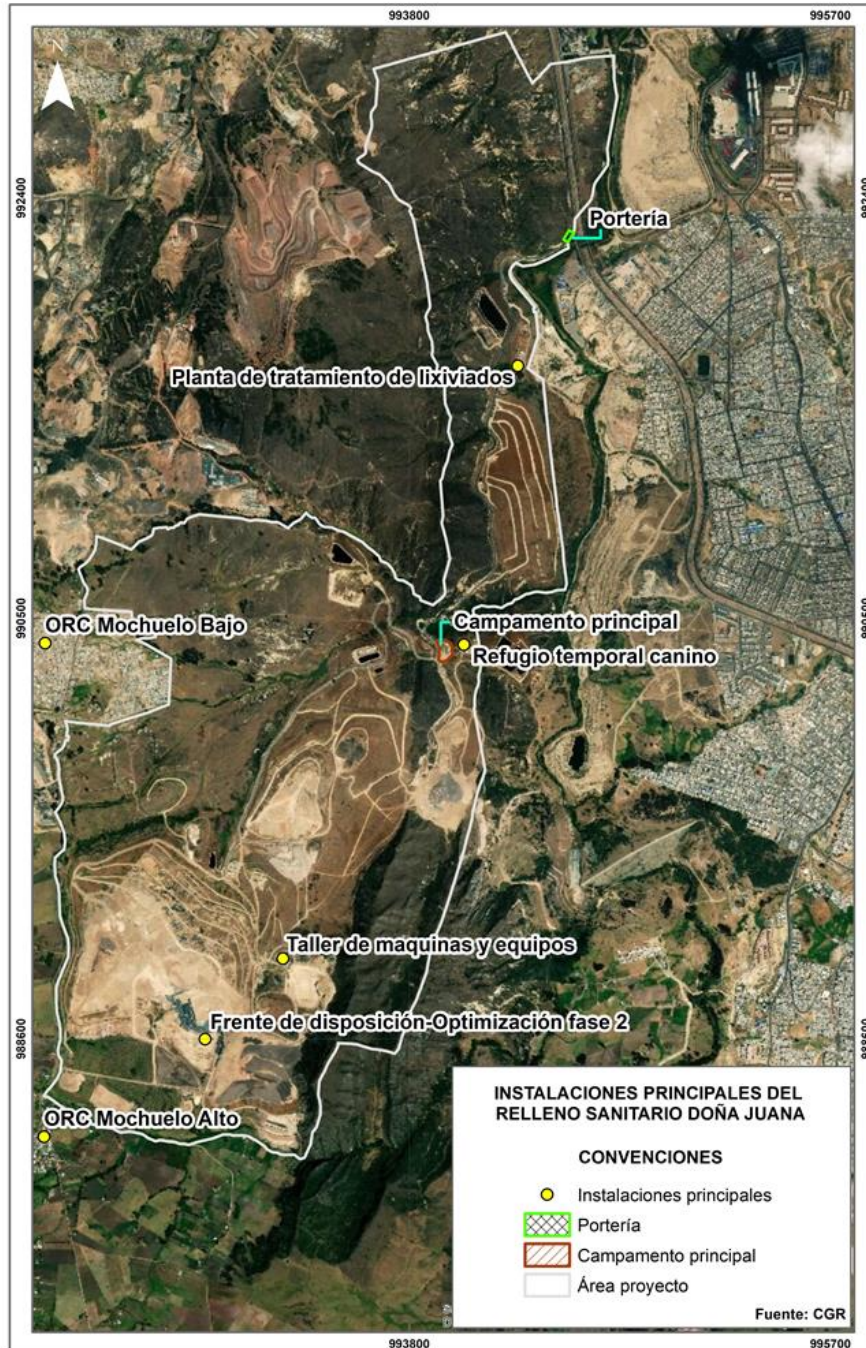 993800
995700
N
992400
992400
Portería
Planta de tratamiento de lixiviados
990500
990500
ORC Mochuelo Bajo
Campamento principal
Refugio temporal canino
Taller de maquinas y equipos
Frente de disposición-Optimización fase 2
988600
988600
ORC Mochuelo Alto
INSTALACIONES PRINCIPALES DEL
RELLENO SANITARIO DOÑA JUANA
CONVENCIONES
Instalaciones principales
Portería
Campamento principal
Área proyecto
Fuente: CGR
993800
995700